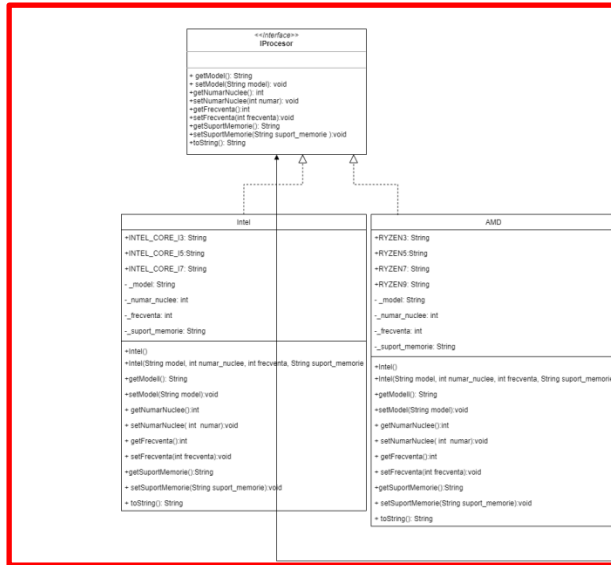 <<Interface>>
IProcesor
+ getModel(): String
+ setModel(String model): void
+getNumarNuclee(): int
+setNumarNuclee(int numar): void
+getFrecventa():int
+setFrecventa(int frecventa):void
+getSuportMemorie(): String
+setSuportMemorie(String suport_memorie ):void
+toString(): String
Intel
+INTEL_CORE_I3: String
+INTEL_CORE_I5:String
+INTEL_CORE_I7: String
- _model: String
-_numar_nuclee: int
-_frecventa: int
-_suport_memorie: String
+Intel()
+Intel(String model, int numar_nuclee, int frecventa, String suport_memorie
+getModell(): String
+setModel(String model):void
+ getNumarNuclee():int
+ setNumarNuclee( int numar):void
+ getFrecventa():int
+ setFrecventa(int frecventa):void
+getSuportMemorie():String
+ setSuportMemorie(String suport_memorie):void
+ toString(): String
AMD
+RYZEN3: String
+RYZEN5:String
+RYZEN7: String
+RYZEN9: String
- _model: String
-_numar_nuclee: int
-_frecventa: int
-_suport_memorie: String
+Intel()
+Intel(String model, int numar_nuclee, int frecventa, String suport_memorie
+getModell(): String
+setModel(String model):void
+ getNumarNuclee():int
+ setNumarNuclee( int numar):void
+ getFrecventa():int
+ setFrecventa(int frecventa):void
+getSuportMemorie():String
+ setSuportMemorie(String suport_memorie):void
+ toString(): String